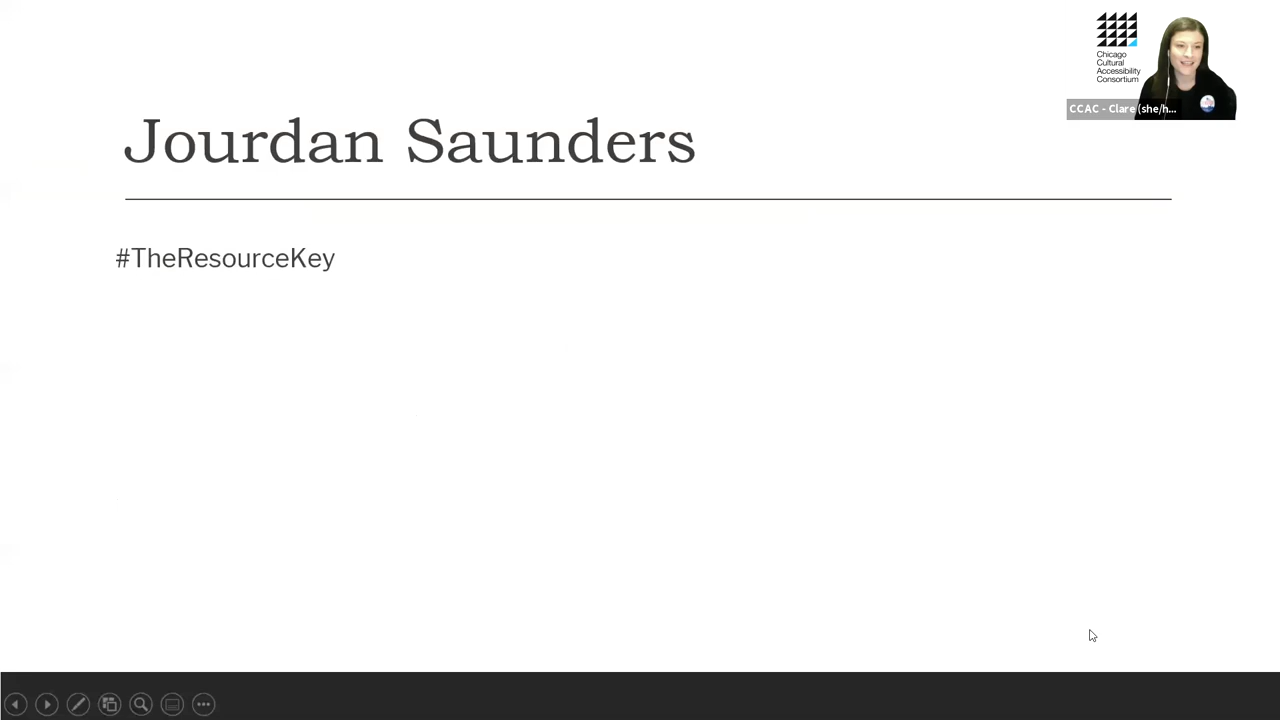 Jourdan Saunders
#TheResourceKey
Chicago
Cultural
Accessibility
Consortium
CCAC - Clare (she/h...